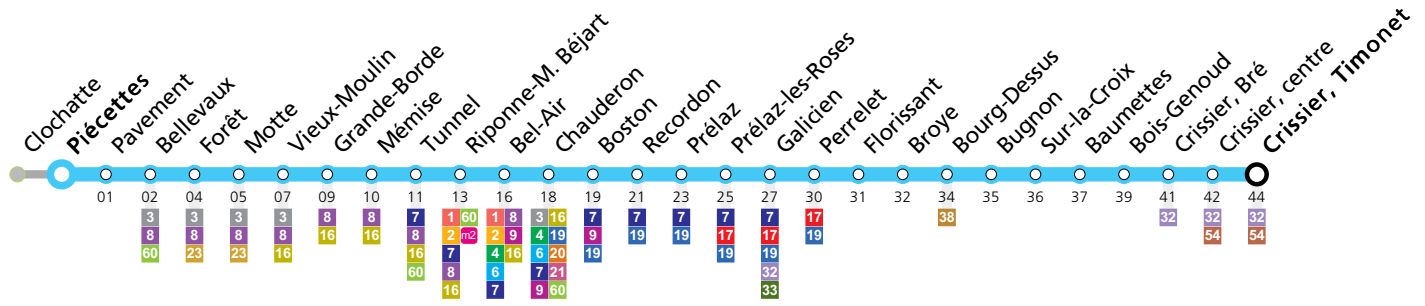 Clochatte
Piécettes
Pavement
Bellevaux
Forêt
Motte
Vieux-Moulin
Grande-Borde
Mémise
Tunnel
Riponne-M. Béjart
Bel-Air
Chauderon
Boston
Recordon
Prélaz
Prélaz-les-Roses
Galicien
Perrelet
Florissant
Broye
Bourg-Dessus
Bugnon
Sur-la-Croix
Baumettes
Bois-Genoud
Crissier, Bré
Crissier, centre
Crissier, Timonet
01 02 04 05 07 09 10 11 13 16 18 19 21 23 25 27 30 31 32 34 35 36 37 39 41 42 44
3 3 3 3 8 8 7 1 60 1 8 3 16 7 7 7 7 7 17 38 32 32 32
8 8 8 8 16 16 8 2 m2 2 9 4 19 9 19 19 17 17 19 54 54
60 23 23 16 16 7 4 16 6 20 19 19 19
60 8 6 7 21 32
16 7 9 60 33